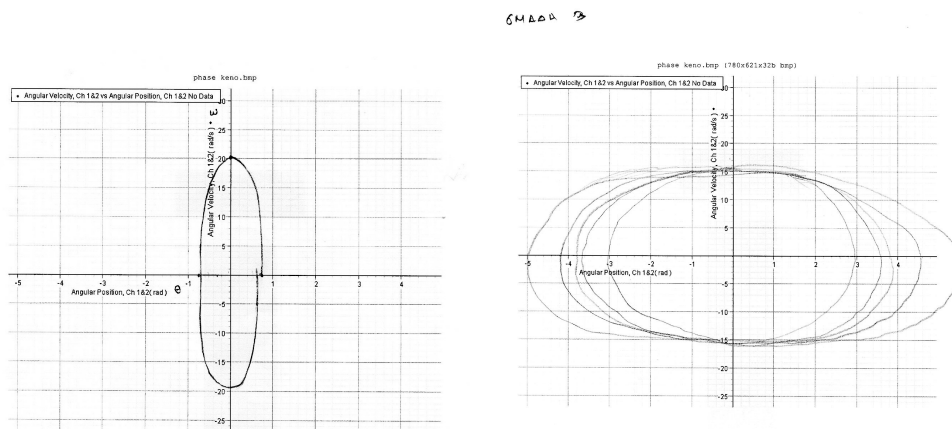 ΟΜΑΔΑ 3
phase keno.bmp
• Angular Velocity, Ch 1&2 vs Angular Position, Ch 1&2 No Data
30
25
20
15
10
5
-5
-10
-15
-20
-25
Angular Velocity, Ch 1&2( rad/s ) • ω
-5 -4 -3 -2 -1 1 2 3 4
Angular Position, Ch 1&2( rad ) θ
phase keno.bmp (780x621x32b bmp)
• Angular Velocity, Ch 1&2 vs Angular Position, Ch 1&2 No Data
30
25
20
15
10
5
-5
-10
-15
-20
-25
Angular Velocity, Ch 1&2( rad/s ) •
-5 -4 -3 -2 -1 1 2 3 4
Angular Position, Ch 1&2( rad )